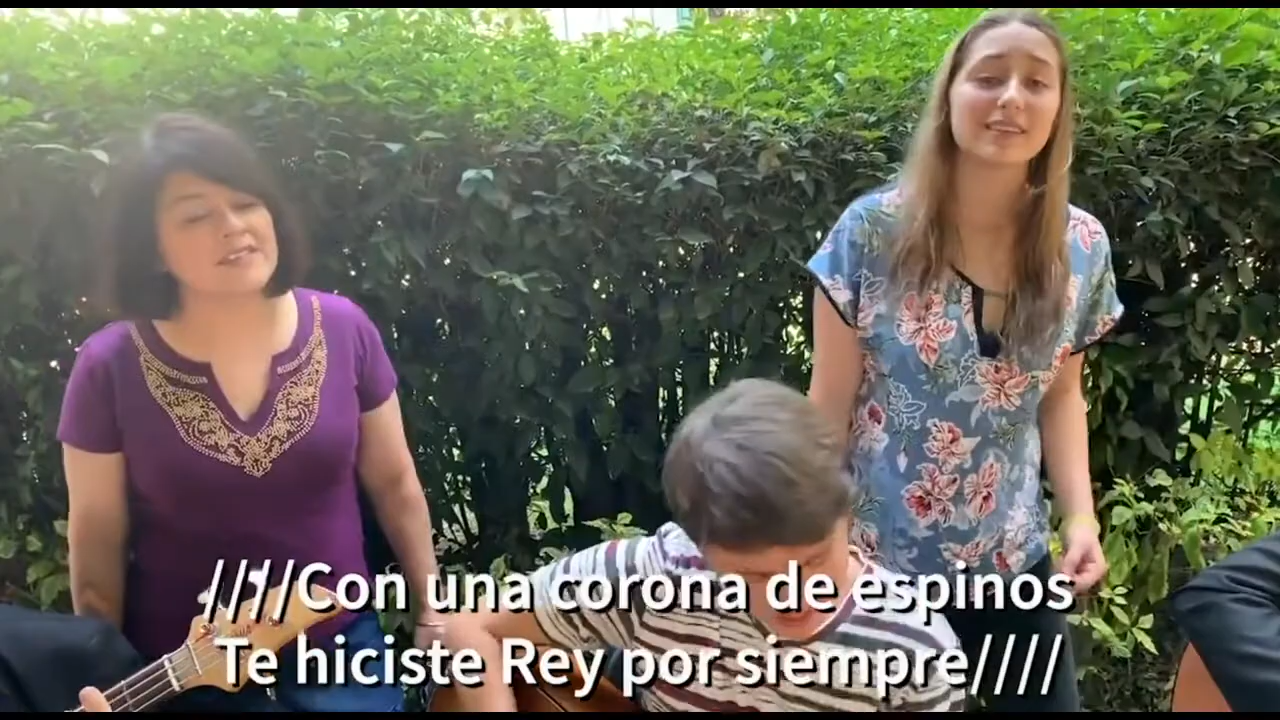 ////Con una corona de espinos
Te hiciste Rey por siempre////